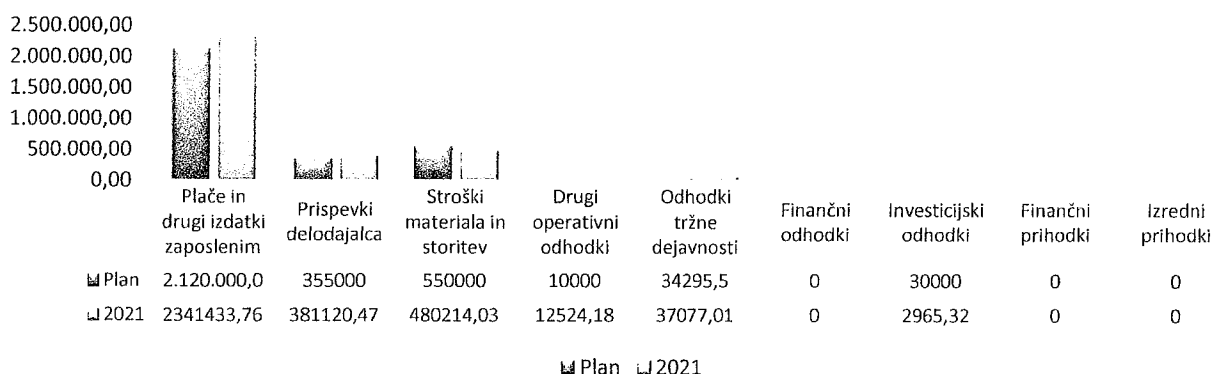 2.500.000,00
2.000.000,00
1.500.000,00
1.000.000,00
500.000,00
0,00
Plače in drugi izdatki zaposlenim
Prispevki delodajalca
Stroški materiala in storitev
Drugi operativni odhodki
Odhodki tržne dejavnosti
Finančni odhodki
Investicijski odhodki
Finančni prihodki
Izredni prihodki
Plan 2.120.000,0 355000 550000 10000 34295,5 0 30000 0 0
2021 2341433,76 381120,47 480214,03 12524,18 37077,01 0 2965,32 0 0
Plan 2021